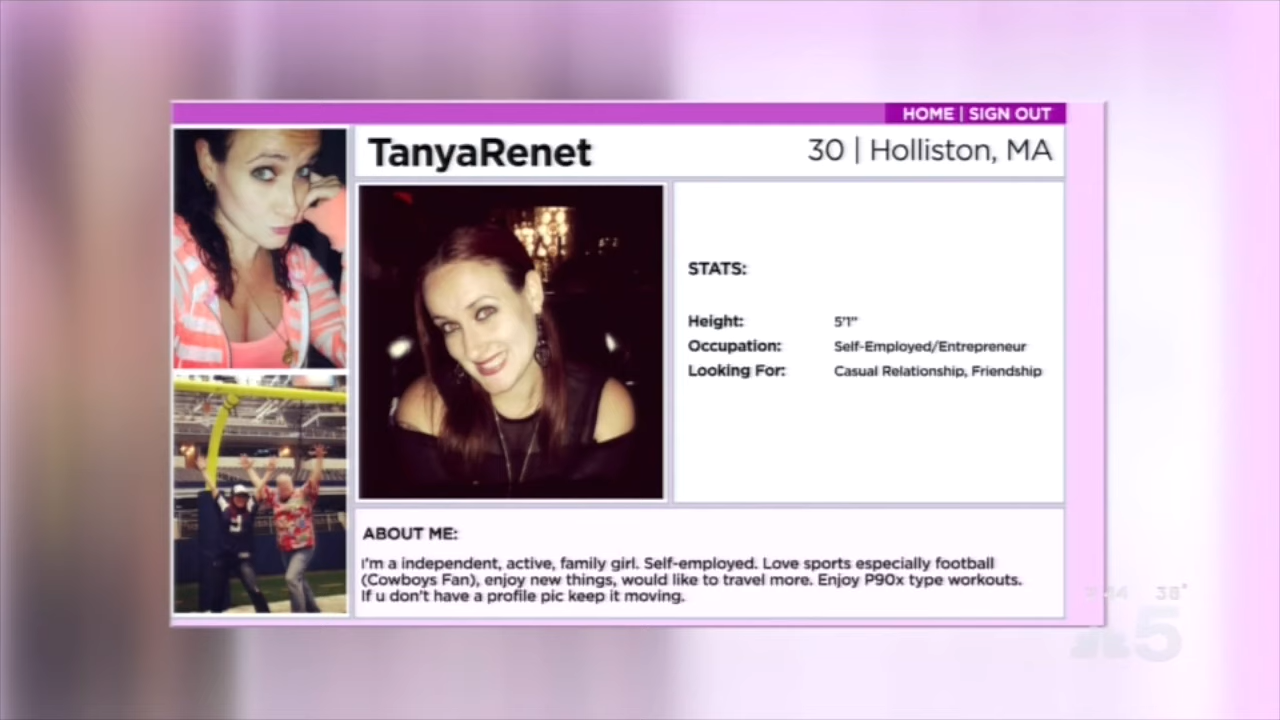 HOME | SIGN OUT
TanyaRenet
30 | Holliston, MA
STATS:
Height: 5'1"
Occupation: Self-Employed/Entrepreneur
Looking For: Casual Relationship, Friendship
ABOUT ME:
I'm a independent, active, family girl. Self-employed. Love sports especially football
(Cowboys Fan), enjoy new things, would like to travel more. Enjoy P90x type workouts.
If u don't have a profile pic keep it moving.
38°
5